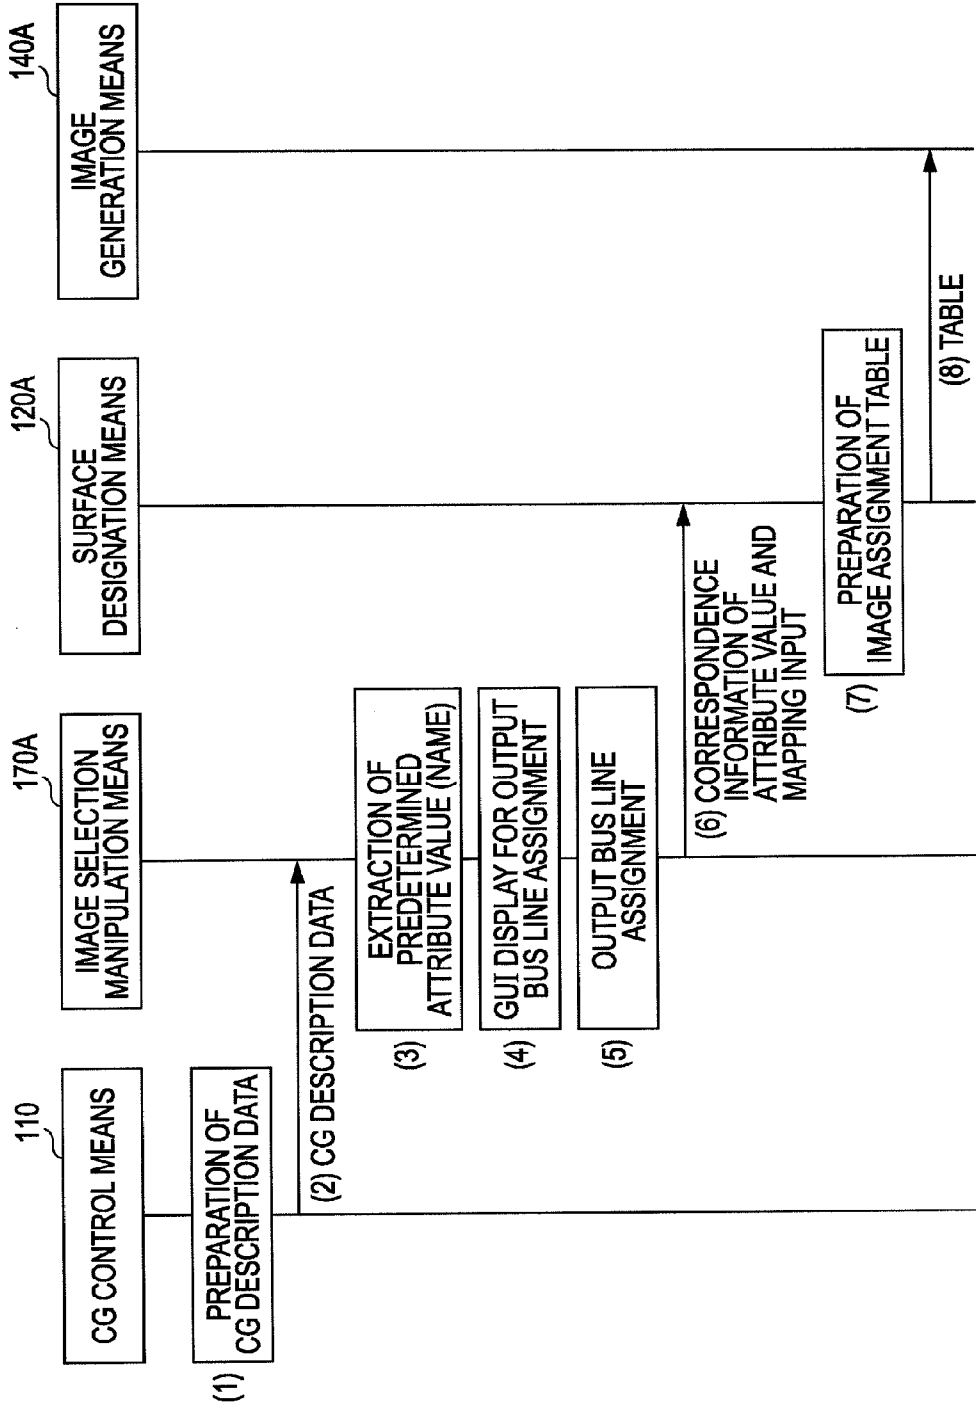 110
CG CONTROL MEANS
170A
IMAGE SELECTION
MANIPULATION MEANS
120A
SURFACE
DESIGNATION MEANS
140A
IMAGE
GENERATION MEANS
(1)
PREPARATION OF
CG DESCRIPTION DATA
(2) CG DESCRIPTION DATA
(3)
EXTRACTION OF
PREDETERMINED
ATTRIBUTE VALUE (NAME)
(4)
GUI DISPLAY FOR OUTPUT
BUS LINE ASSIGNMENT
(5)
OUTPUT BUS LINE
ASSIGNMENT
(6) CORRESPONDENCE
INFORMATION OF
ATTRIBUTE VALUE AND
MAPPING INPUT
(7)
PREPARATION OF
IMAGE ASSIGNMENT TABLE
(8) TABLE